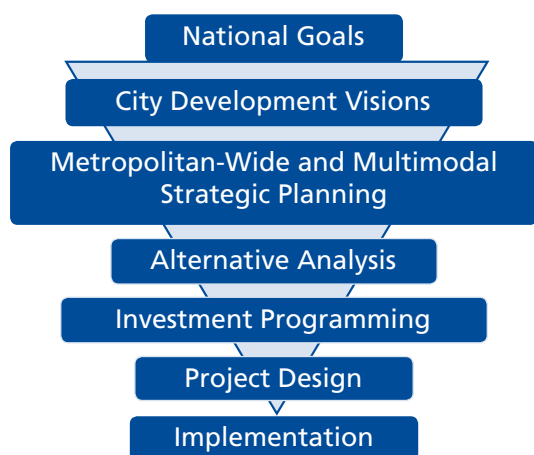 National Goals
City Development Visions
Metropolitan-Wide and Multimodal
Strategic Planning
Alternative Analysis
Investment Programming
Project Design
Implementation